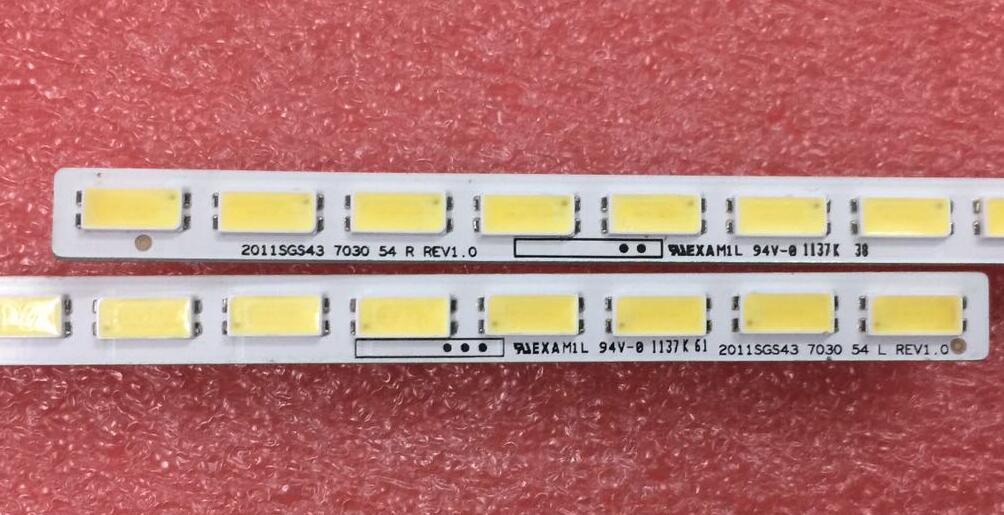 2011SGS43 7030 54 R REV1.0 EXAM1L 94V-0 1137K 38
EXAM1L 94V-0 1137K 61 2011SGS43 7030 54 L REV1.0